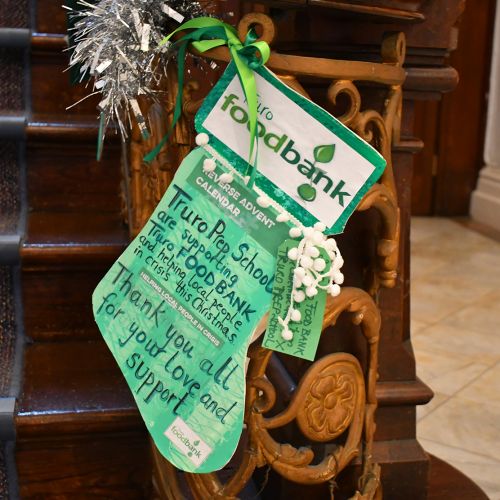 Truro
foodbank
REVERSE ADVENT
CALENDAR
Truro Prep School
are supporting
Truro FOODBANK
and helping local people
in crisis this Christmas.
HELPING LOCAL PEOPLE IN CRISIS
Thank you all
for your love and
support
foodbank
FOOD BANK